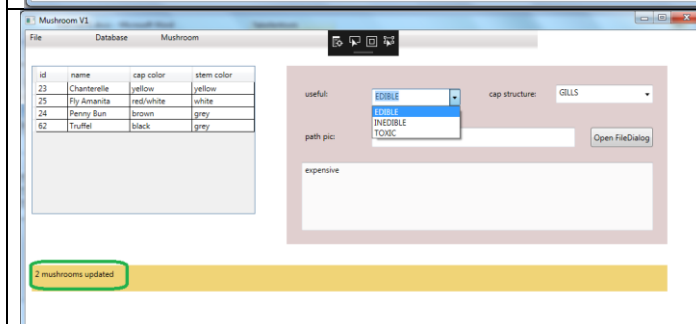 Mushroom V1
File Database Mushroom
id name cap color stem color
23 Chanterelle yellow yellow
25 Fly Amanita red/white white
24 Penny Bun brown grey
62 Truffel black grey
useful: EDIBLE cap structure: GILLS
EDIBLE
INEDIBLE
TOXIC
path pic: Open FileDialog
expensive
2 mushrooms updated